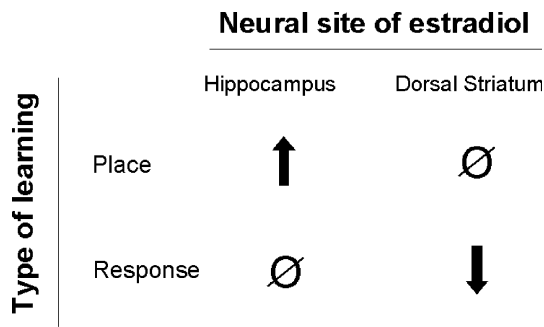 Neural site of estradiol
Hippocampus Dorsal Striatum
Type of learning
Place Ø
Response Ø